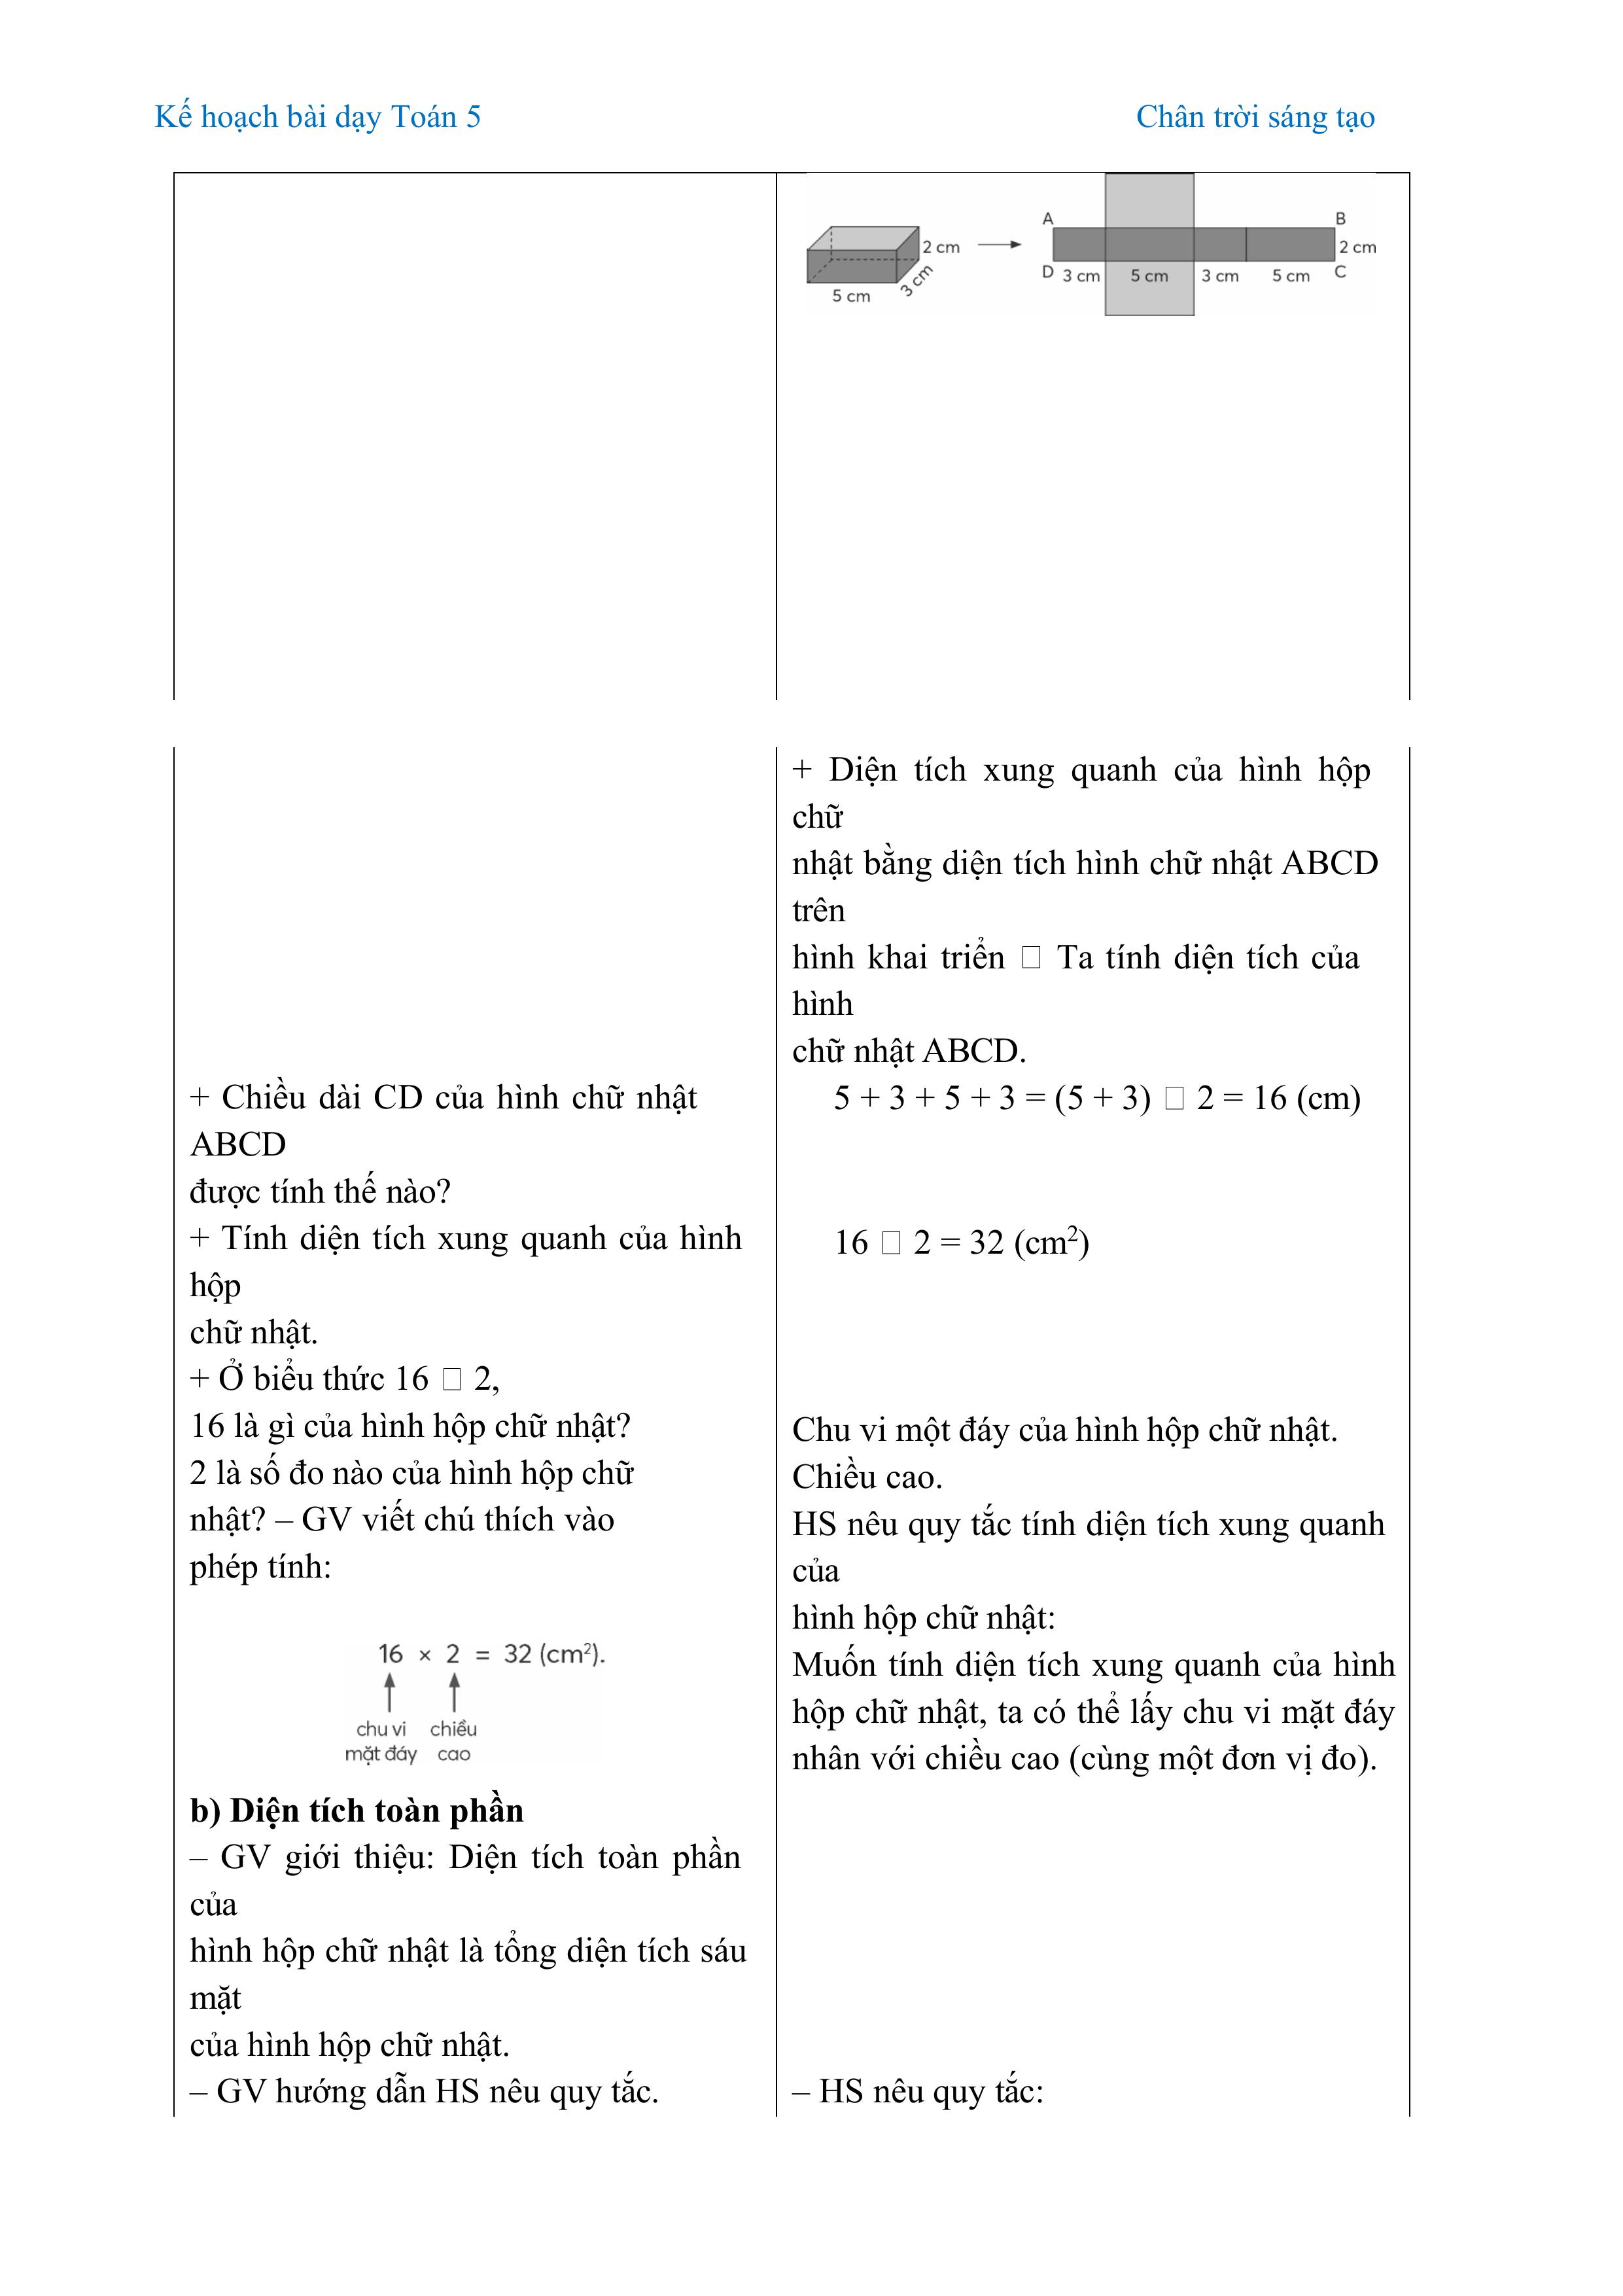 Kế hoạch bài dạy Toán 5 Chân trời sáng tạo
A B
2 cm 2 cm
D 3 cm 5 cm 3 cm 5 cm C
5 cm 3 cm
+ Diện tích xung quanh của hình hộp
chữ
nhật bằng diện tích hình chữ nhật ABCD
trên
hình khai triển □ Ta tính diện tích của
hình
chữ nhật ABCD.
+ Chiều dài CD của hình chữ nhật
ABCD
được tính thế nào?
+ Tính diện tích xung quanh của hình
hộp
chữ nhật.
+ Ở biểu thức 16 □ 2,
16 là gì của hình hộp chữ nhật?
2 là số đo nào của hình hộp chữ
nhật? – GV viết chú thích vào
phép tính:
16 × 2 = 32 (cm²).
chu vi chiều
mặt đáy cao
b) Diện tích toàn phần
– GV giới thiệu: Diện tích toàn phần
của
hình hộp chữ nhật là tổng diện tích sáu
mặt
của hình hộp chữ nhật.
– GV hướng dẫn HS nêu quy tắc.
5 + 3 + 5 + 3 = (5 + 3) □ 2 = 16 (cm)
16 □ 2 = 32 (cm²)
Chu vi một đáy của hình hộp chữ nhật.
Chiều cao.
HS nêu quy tắc tính diện tích xung quanh
của
hình hộp chữ nhật:
Muốn tính diện tích xung quanh của hình
hộp chữ nhật, ta có thể lấy chu vi mặt đáy
nhân với chiều cao (cùng một đơn vị đo).
– HS nêu quy tắc: